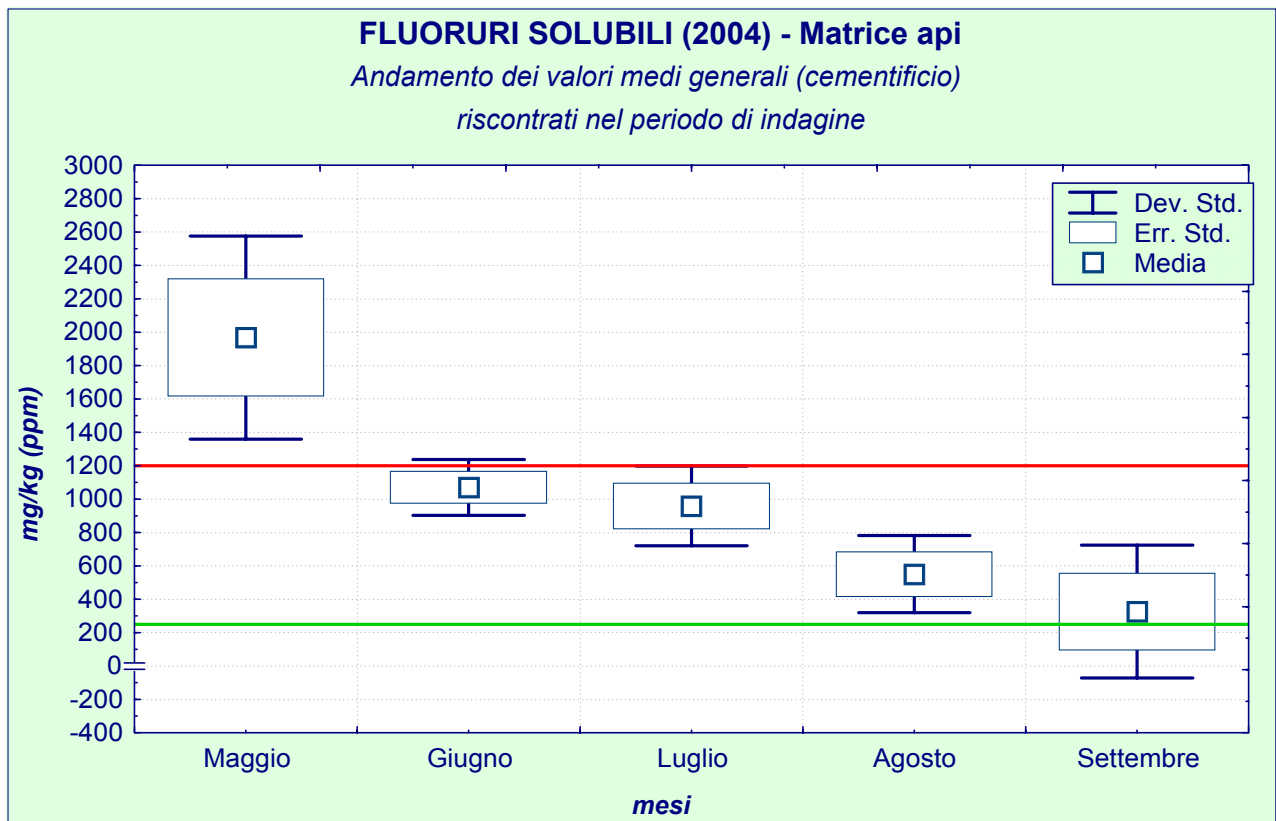 FLUORURI SOLUBILI (2004) - Matrice api
Andamento dei valori medi generali (cementificio)
riscontrati nel periodo di indagine
Dev. Std.
Err. Std.
Media
mg/kg (ppm)
3000
2800
2600
2400
2200
2000
1800
1600
1400
1200
1000
800
600
400
200
0
-200
-400
Maggio
Giugno
Luglio
Agosto
Settembre
mesi